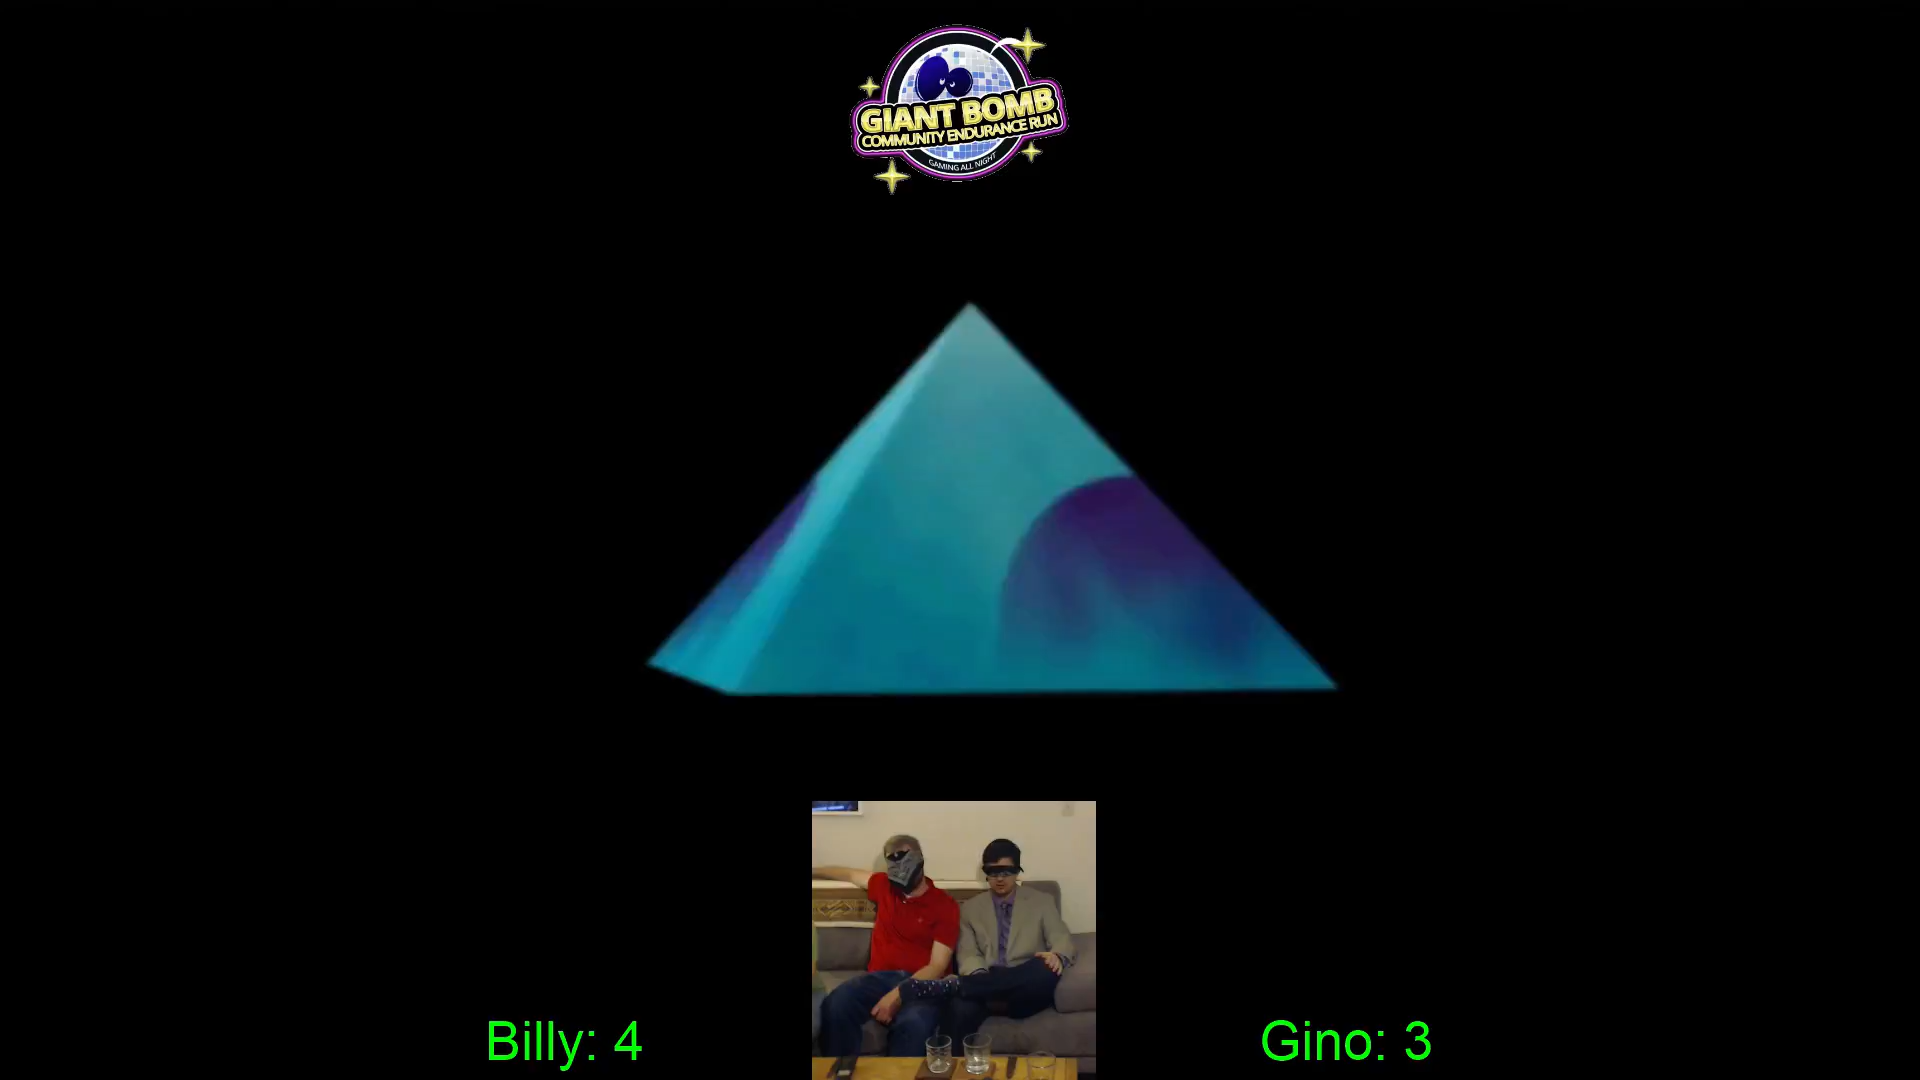 GIANT BOMB
COMMUNITY ENDURANCE RUN
GAMING ALL NIGHT
Billy: 4
Gino: 3